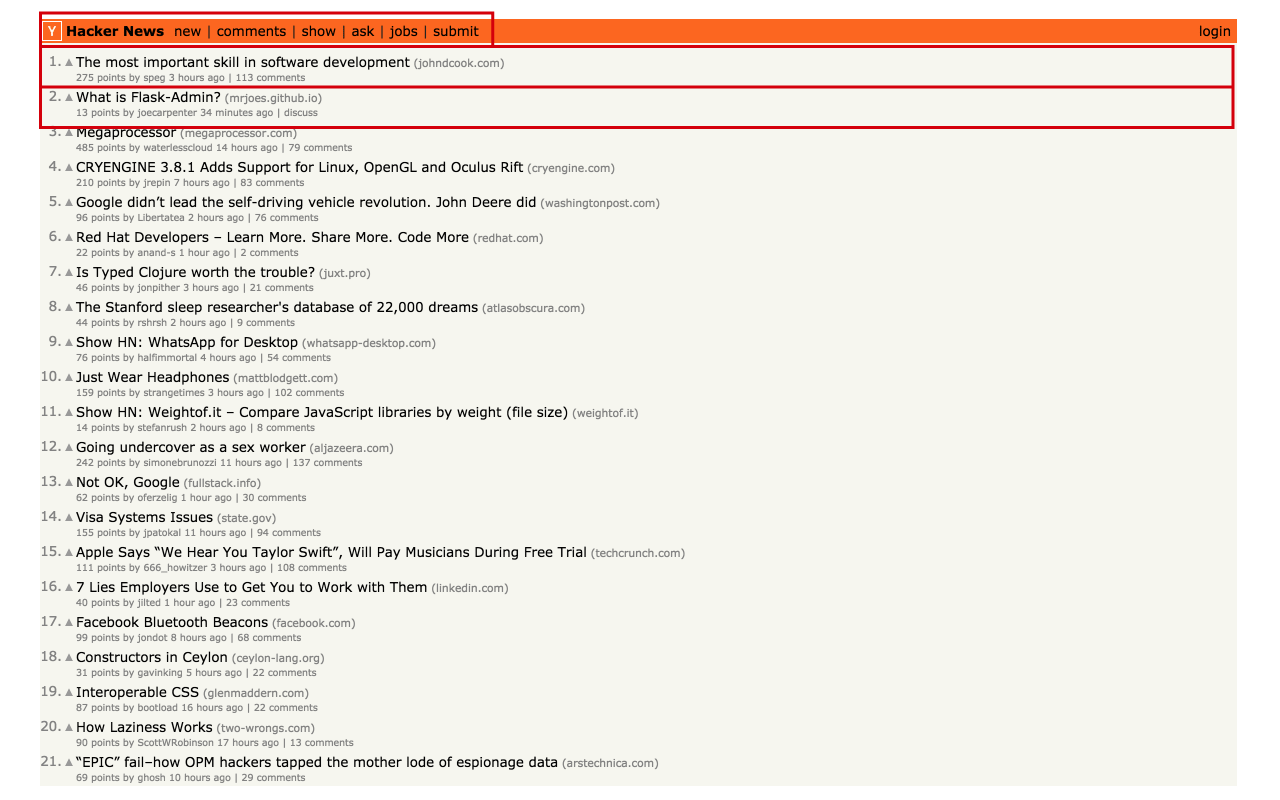 Y Hacker News new | comments | show | ask | jobs | submit login
1. ▲ The most important skill in software development (johndcook.com)
275 points by speg 3 hours ago | 113 comments
2. ▲ What is Flask-Admin? (mrjoes.github.io)
13 points by joecarpenter 34 minutes ago | discuss
3. ▲ Megaprocessor (megaprocessor.com)
485 points by waterlesscloud 14 hours ago | 79 comments
4. ▲ CRYENGINE 3.8.1 Adds Support for Linux, OpenGL and Oculus Rift (cryengine.com)
210 points by jrepin 7 hours ago | 83 comments
5. ▲ Google didn’t lead the self-driving vehicle revolution. John Deere did (washingtonpost.com)
96 points by Libertatea 2 hours ago | 76 comments
6. ▲ Red Hat Developers – Learn More. Share More. Code More (redhat.com)
22 points by anand-s 1 hour ago | 2 comments
7. ▲ Is Typed Clojure worth the trouble? (juxt.pro)
46 points by jonpither 3 hours ago | 21 comments
8. ▲ The Stanford sleep researcher's database of 22,000 dreams (atlasobscura.com)
44 points by rshrsh 2 hours ago | 9 comments
9. ▲ Show HN: WhatsApp for Desktop (whatsapp-desktop.com)
76 points by halfimmortal 4 hours ago | 54 comments
10. ▲ Just Wear Headphones (mattblodgett.com)
159 points by strangetimes 3 hours ago | 102 comments
11. ▲ Show HN: Weightof.it – Compare JavaScript libraries by weight (file size) (weightof.it)
14 points by stefanrush 2 hours ago | 8 comments
12. ▲ Going undercover as a sex worker (aljazeera.com)
242 points by simonebrunozzi 11 hours ago | 137 comments
13. ▲ Not OK, Google (fullstack.info)
62 points by oferzelig 1 hour ago | 30 comments
14. ▲ Visa Systems Issues (state.gov)
155 points by jpatokal 11 hours ago | 94 comments
15. ▲ Apple Says “We Hear You Taylor Swift”, Will Pay Musicians During Free Trial (techcrunch.com)
111 points by 666_howitzer 3 hours ago | 108 comments
16. ▲ 7 Lies Employers Use to Get You to Work with Them (linkedin.com)
40 points by jilted 1 hour ago | 23 comments
17. ▲ Facebook Bluetooth Beacons (facebook.com)
99 points by jondot 8 hours ago | 68 comments
18. ▲ Constructors in Ceylon (ceylon-lang.org)
31 points by gavinking 5 hours ago | 22 comments
19. ▲ Interoperable CSS (glenmaddern.com)
87 points by bootload 16 hours ago | 22 comments
20. ▲ How Laziness Works (two-wrongs.com)
90 points by ScottWRobinson 17 hours ago | 13 comments
21. ▲ “EPIC” fail–how OPM hackers tapped the mother lode of espionage data (arstechnica.com)
69 points by ghosh 10 hours ago | 29 comments